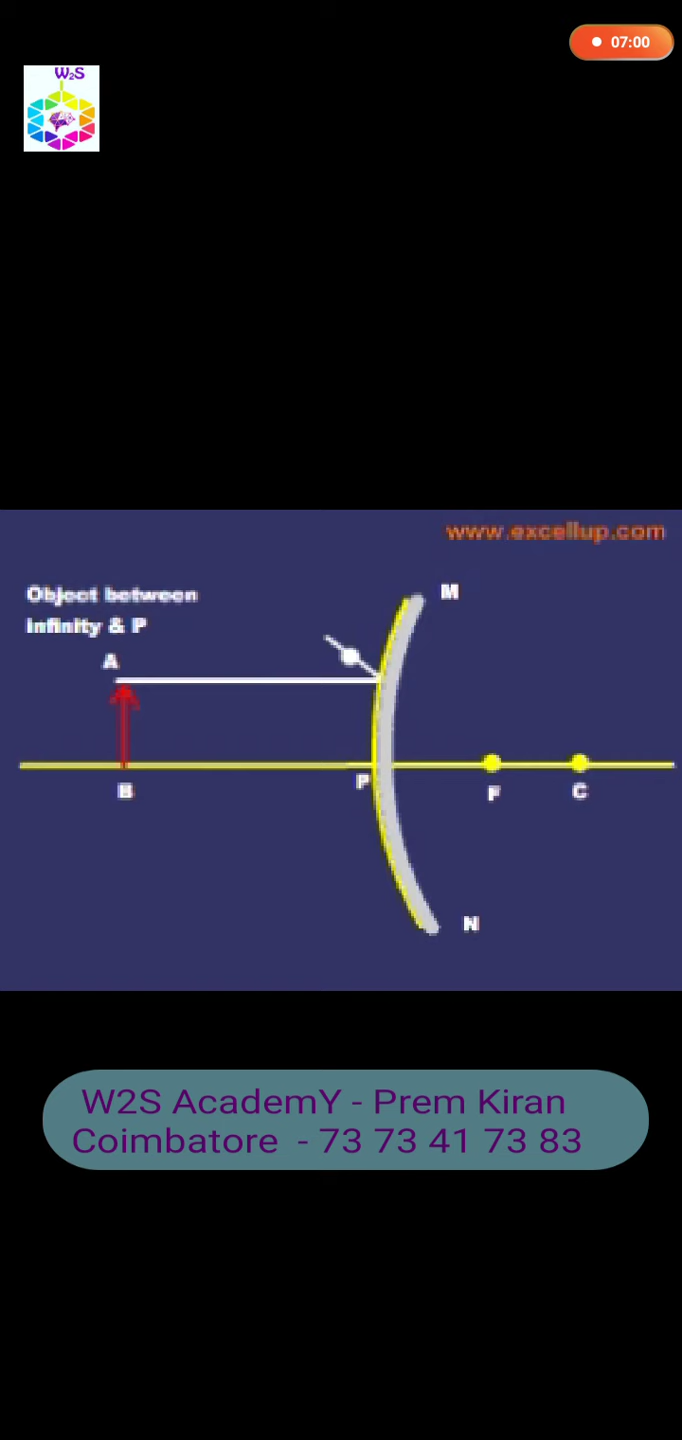 07:00
W2S
www.excellup.com
Object between
infinity & P
M
A
P
B
F
C
N
W2S AcademY - Prem Kiran
Coimbatore - 73 73 41 73 83